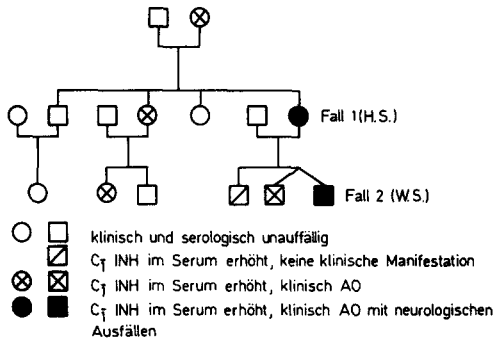 Fall 1 (H.S.)
Fall 2 (W.S.)
klinisch und serologisch unauffällig
C₁̄ INH im Serum erhöht, keine klinische Manifestation
C₁̄ INH im Serum erhöht, klinisch AO
C₁̄ INH im Serum erhöht, klinisch AO mit neurologischen
Ausfällen